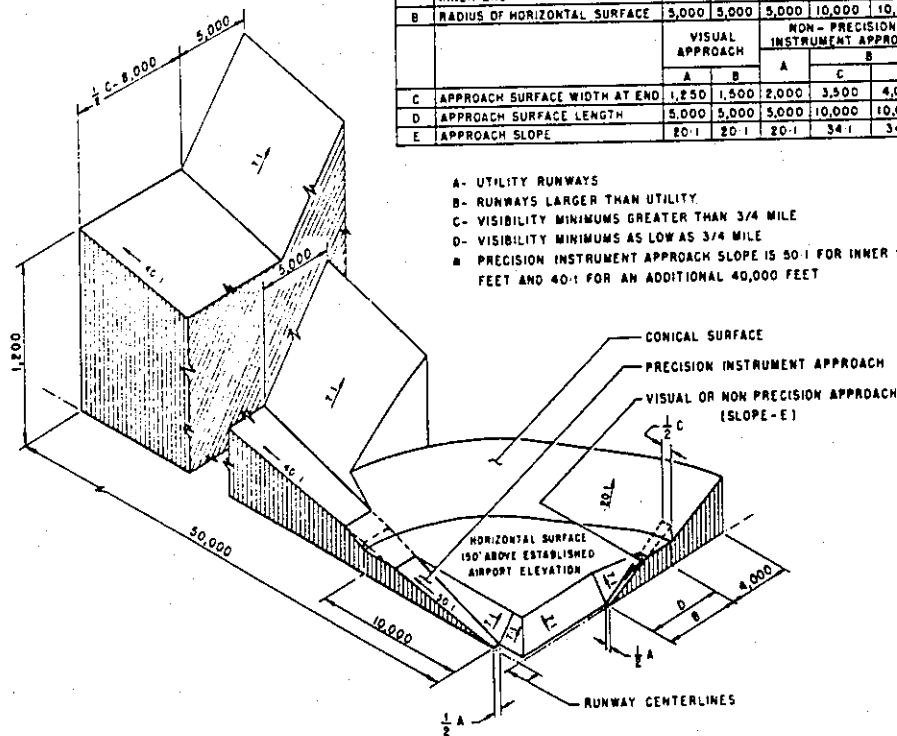 B RADIUS OF HORIZONTAL SURFACE 5,000 5,000 5,000 10,000 10,
VISUAL APPROACH
NON-PRECISION INSTRUMENT
A B A B
C
C APPROACH SURFACE WIDTH AT END 1,250 1,500 2,000 3,500
D APPROACH SURFACE LENGTH 5,000 5,000 5,000 10,000
E APPROACH SLOPE 20:1 20:1 20:1 34:1
A- UTILITY RUNWAYS
B- RUNWAYS LARGER THAN UTILITY
C- VISIBILITY MINIMUMS GREATER THAN 3/4 MILE
D- VISIBILITY MINIMUMS AS LOW AS 3/4 MILE
PRECISION INSTRUMENT APPROACH SLOPE IS 50:1 FOR INNER
FEET AND 40:1 FOR AN ADDITIONAL 40,000 FEET
5,000
1/2 C-8,000
7:1
40:1
5,000
1,200
7:1
40:1
CONICAL SURFACE
PRECISION INSTRUMENT APPROACH
VISUAL OR NON PRECISION APPROACH
(SLOPE-E)
1/2 C
20:1
HORIZONTAL SURFACE
150' ABOVE ESTABLISHED
AIRPORT ELEVATION
50,000
10,000
7:1
7:1
7:1
7:1
4,000
D
B
1/2 A
RUNWAY CENTERLINES
1/2 A